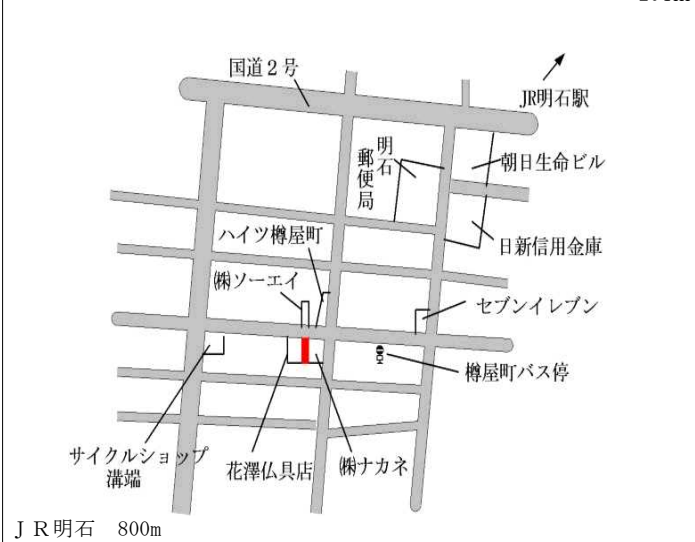 国道２号
JR明石駅
明石
郵便局
朝日生命ビル
ハイツ樽屋町
日新信用金庫
㈱ソーエイ
セブンイレブン
樽屋町バス停
サイクルショップ
溝端
花澤仏具店
㈱ナカネ
ＪＲ明石　800m